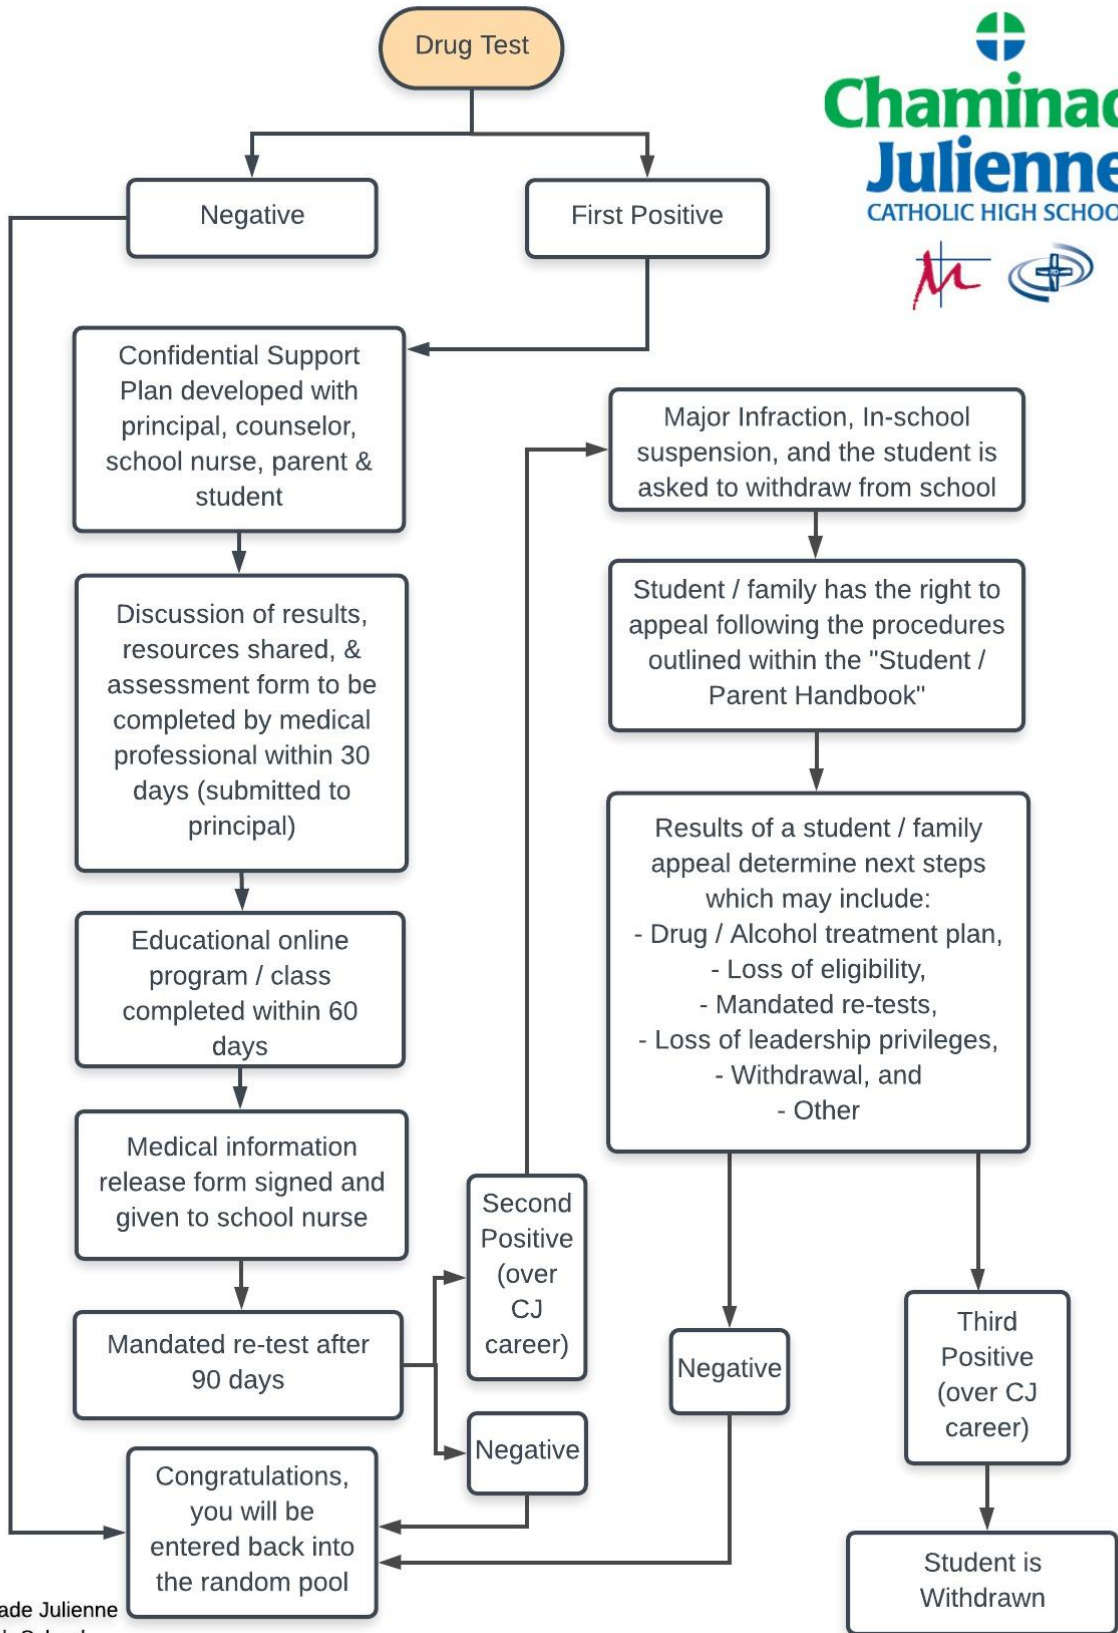 Drug Test
Negative
First Positive
Julienne
CATHOLIC HIGH
Confidential Support
Plan developed with
principal, counselor,
school nurse, parent &
student
Discussion of results,
resources shared, &
assessment form to be
completed by medical
professional within 30
days (submitted to
principal)
Educational online
program / class
completed within 60
days
Medical information
release form signed and
given to school nurse
Mandated re-test after
90 days
Second
Positive
(over
CJ
career)
Negative
Congratulations,
you will be
entered back into
the random pool
Major Infraction, In-school
suspension, and the student is
asked to withdraw from school
Student / family has the right to
appeal following the procedures
outlined within the "Student /
Parent Handbook"
Results of a student / family
appeal determine next steps
which may include:
- Drug / Alcohol treatment plan,
- Loss of eligibility,
- Mandated re-tests,
- Loss of leadership privileges,
- Withdrawal, and
- Other
Negative
Third
Positive
(over CJ
career)
Student is
Withdrawn
Julienne